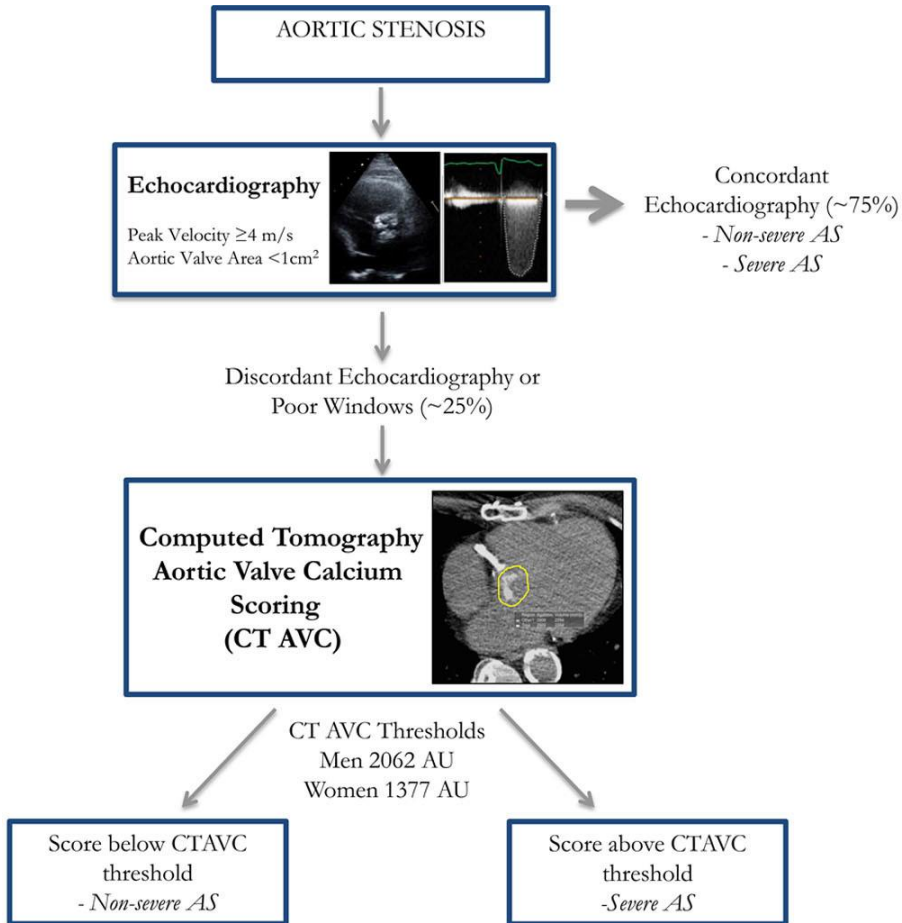 AORTIC STENOSIS
Echocardiography
Peak Velocity ≥4 m/s
Aortic Valve Area <1cm²
Concordant
Echocardiography (~75%)
- Non-severe AS
- Severe AS
Discordant Echocardiography or
Poor Windows (~25%)
Computed Tomography
Aortic Valve Calcium
Scoring
(CT AVC)
CT AVC Thresholds
Men 2062 AU
Women 1377 AU
Score below CTAVC
threshold
- Non-severe AS
Score above CTAVC
threshold
-Severe AS